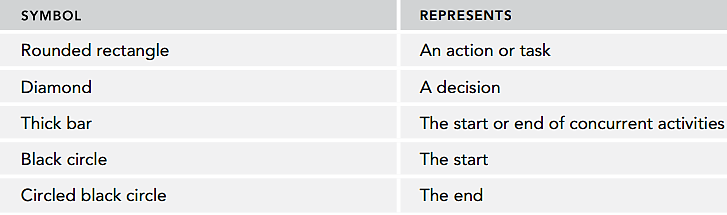 SYMBOL REPRESENTS
Rounded rectangle An action or task
Diamond A decision
Thick bar The start or end of concurrent activities
Black circle The start
Circled black circle The end